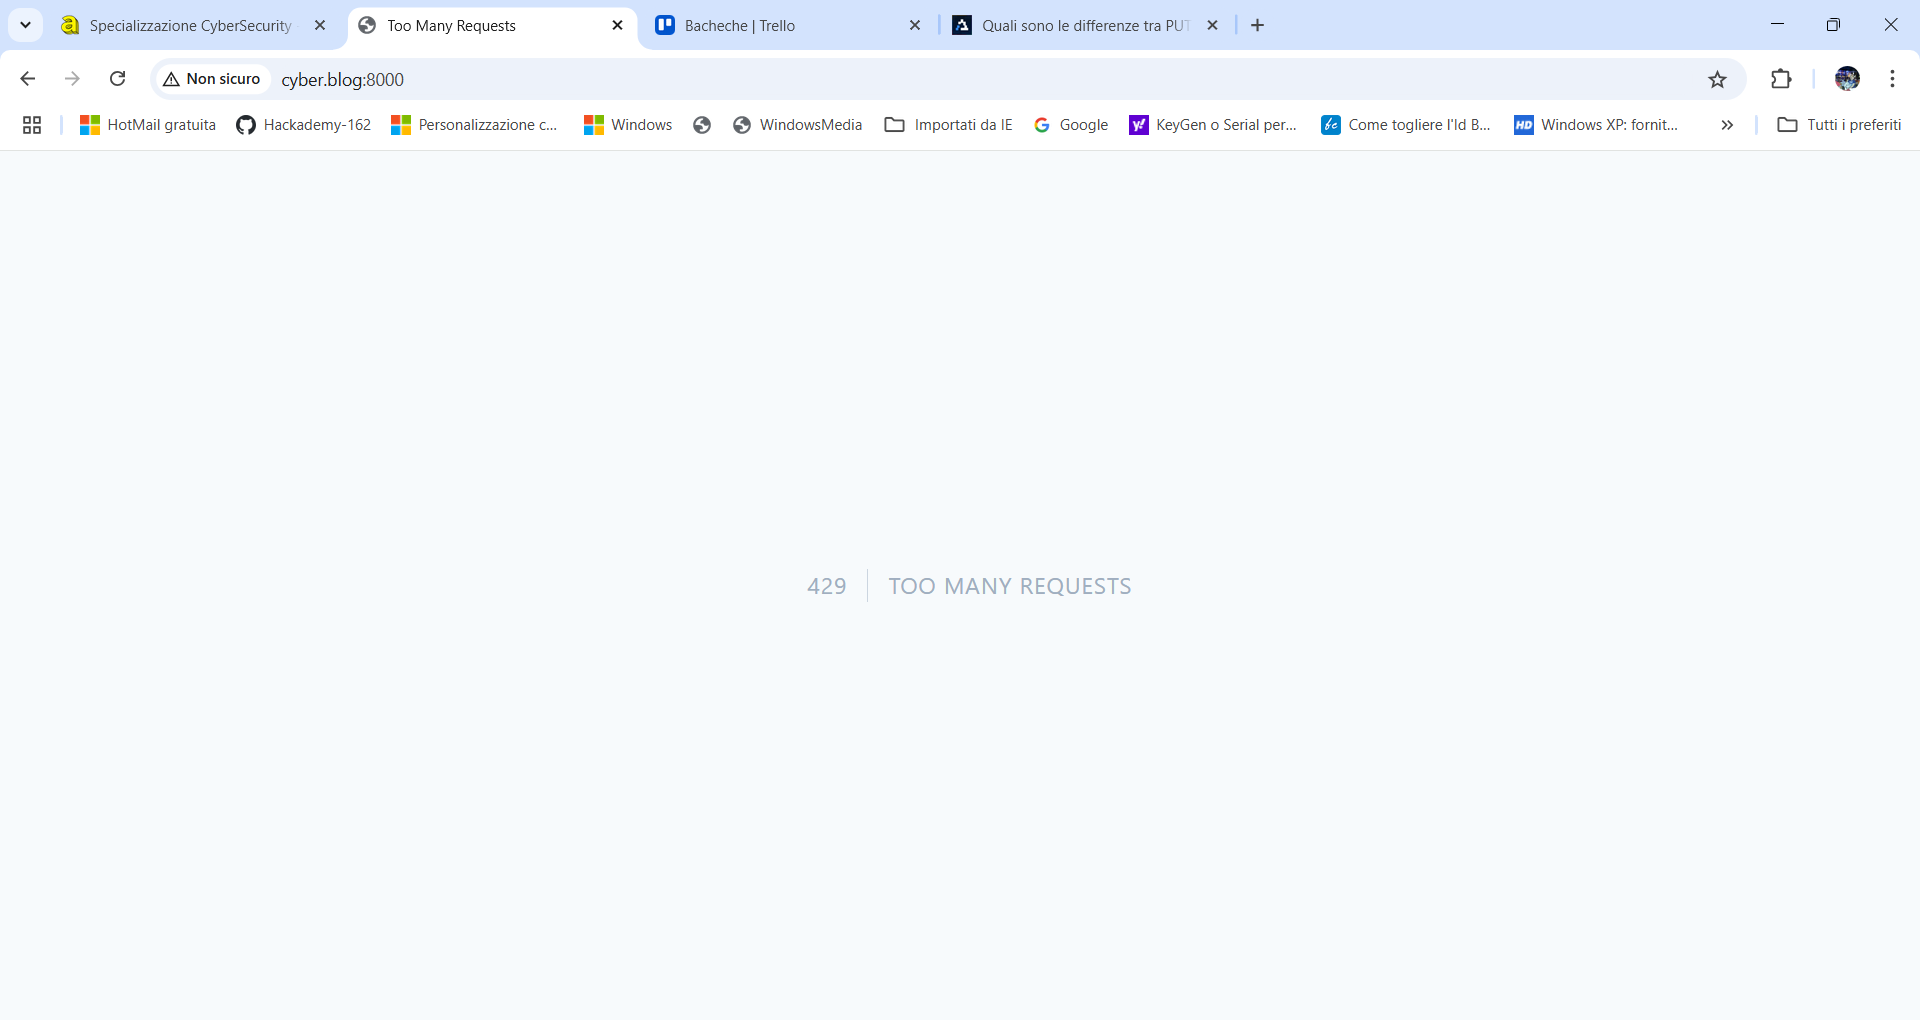 Specializzazione CyberSecurity
Too Many Requests
Bacheche | Trello
Quali sono le differenze tra PUT
Non sicuro
cyber.blog:8000
HotMail gratuita
Hackademy-162
Personalizzazione c...
Windows
WindowsMedia
Importati da IE
Google
KeyGen o Serial per...
Come togliere l'Id B...
Windows XP: fornit...
Tutti i preferiti
429
TOO MANY REQUESTS